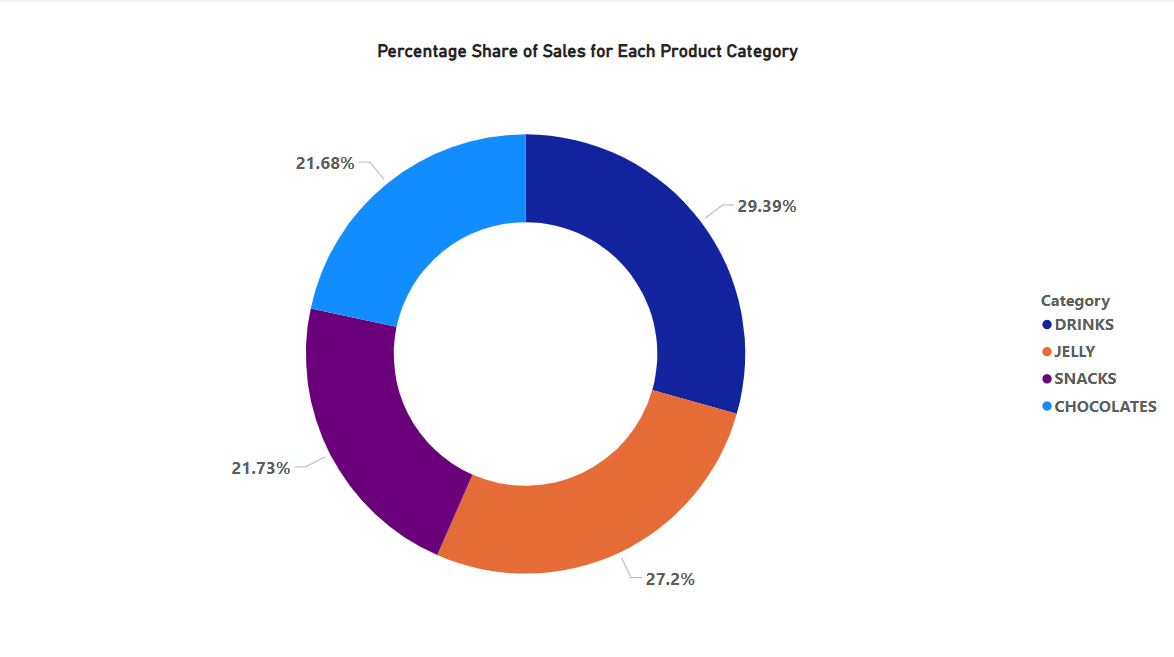 Percentage Share of Sales for Each Product Category
21.68%
29.39%
Category
DRINKS
JELLY
SNACKS
CHOCOLATES
21.73%
27.2%